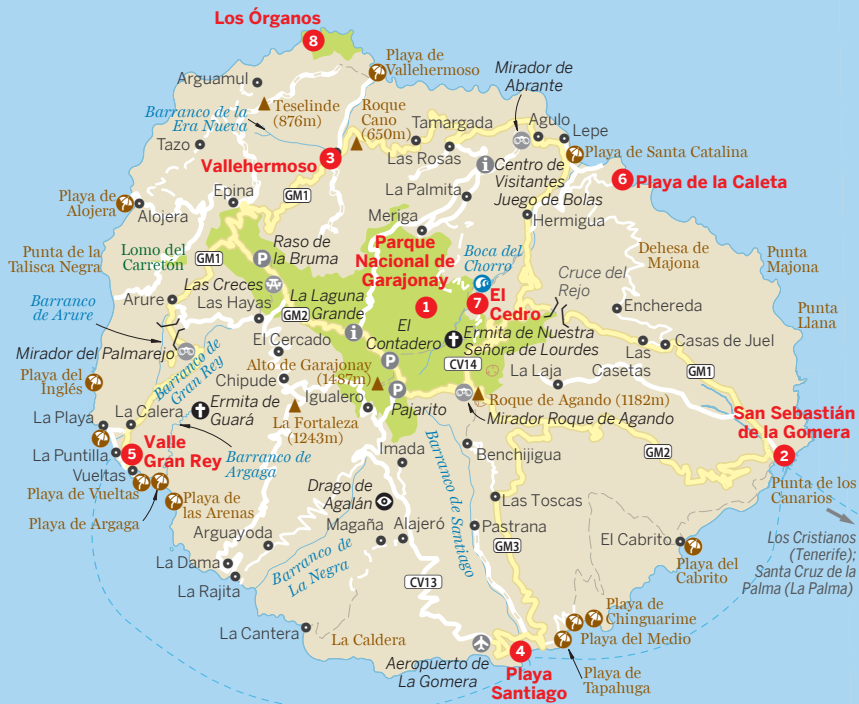 Los Órganos
8
Playa de
Vallehermoso
Mirador de
Abrante
Arguamul
Teselinde
(876m)
Roque
Cano
(650m)
Barranco de la
Era Nueva
Tamargada
Agulo
Lepe
Tazo
3
Vallehermoso
Las Rosas
Playa de Santa Catalina
Centro de
Visitantes
Juego de Bolas
6
Playa de la Caleta
La Palmita
Epina
GM1
Playa de
Alojera
Alojera
Meriga
Hermigua
Punta de la
Talisca Negra
Lomo del
Carretón
GM1
Raso de
la Bruma
Parque
Nacional de
Garajonay
1
Boca del
Chorro
Dehesa de
Majona
Punta
Majona
Cruce del
Rejo
Las Creces
Las Hayas
Arure
Barranco
de Arure
GM2
La Laguna
Grande
7
El
Cedro
Enchereda
Punta
Llana
El
Contadero
Ermita de Nuestra
Señora de Lourdes
Casas de Juel
Mirador del Palmarejo
El Cercado
Las
Casetas
CV14
GM1
Barranco de
Gran Rey
Alto de Garajonay
(1487m)
La Laja
Playa del
Inglés
Chipude
Igualero
Roque de Agando (1182m)
Ermita de
Guará
La Fortaleza
(1243m)
Pajarito
Mirador Roque de Agando
San Sebastián
de la Gomera
2
La Playa
La Calera
5
Valle
Gran Rey
La Puntilla
Barranco de
Argaga
Imada
Benchijigua
GM2
Vueltas
Playa de Vueltas
Playa de Argaga
Playa de
las Arenas
Drago de
Agalán
Barranco de Santiago
Las Toscas
Punta de los
Canarios
Magaña
Alajeró
Pastrana
Arguayoda
GM3
El Cabrito
Playa del
Cabrito
Los Cristianos
(Tenerife);
Santa Cruz de la
Palma (La Palma)
La Dama
Barranco de
La Negra
La Rajita
CV13
La Cantera
La Caldera
Playa de
Chinguarime
Playa del Medio
Aeropuerto de
La Gomera
4
Playa
Santiago
Playa de
Tapahuga